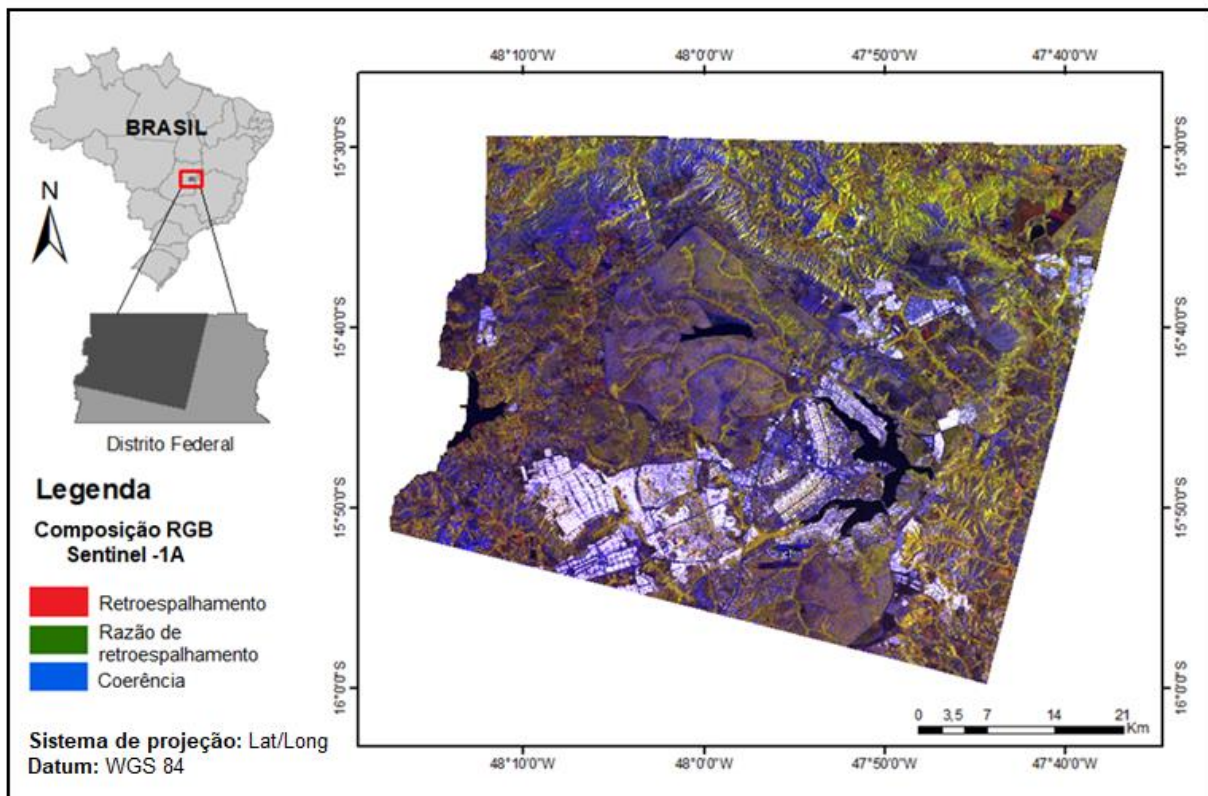 BRASIL
N
Distrito Federal
Legenda
Composição RGB
Sentinel -1A
Retroespalhamento
Razão de
retroespalhamento
Coerência
Sistema de projeção: Lat/Long
Datum: WGS 84
48°10'0"W 48°0'0"W 47°50'0"W 47°40'0"W
15°30'0"S 15°30'0"S
15°40'0"S 15°40'0"S
15°50'0"S 15°50'0"S
16°0'0"S 16°0'0"S
0 3,5 7 14 21
Km
48°10'0"W 48°0'0"W 47°50'0"W 47°40'0"W